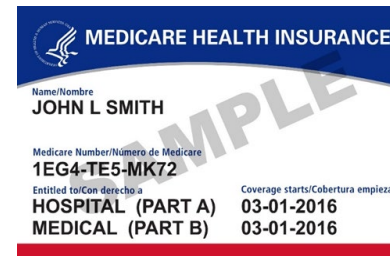 MEDICARE HEALTH INSURANCE
Name/Nombre
JOHN L SMITH
Medicare Number/Número de Medicare
1EG4-TE5-MK72
Entitled to/Con derecho a Coverage starts/Cobertura empieza
HOSPITAL (PART A) 03-01-2016
MEDICAL (PART B) 03-01-2016
SAMPLE